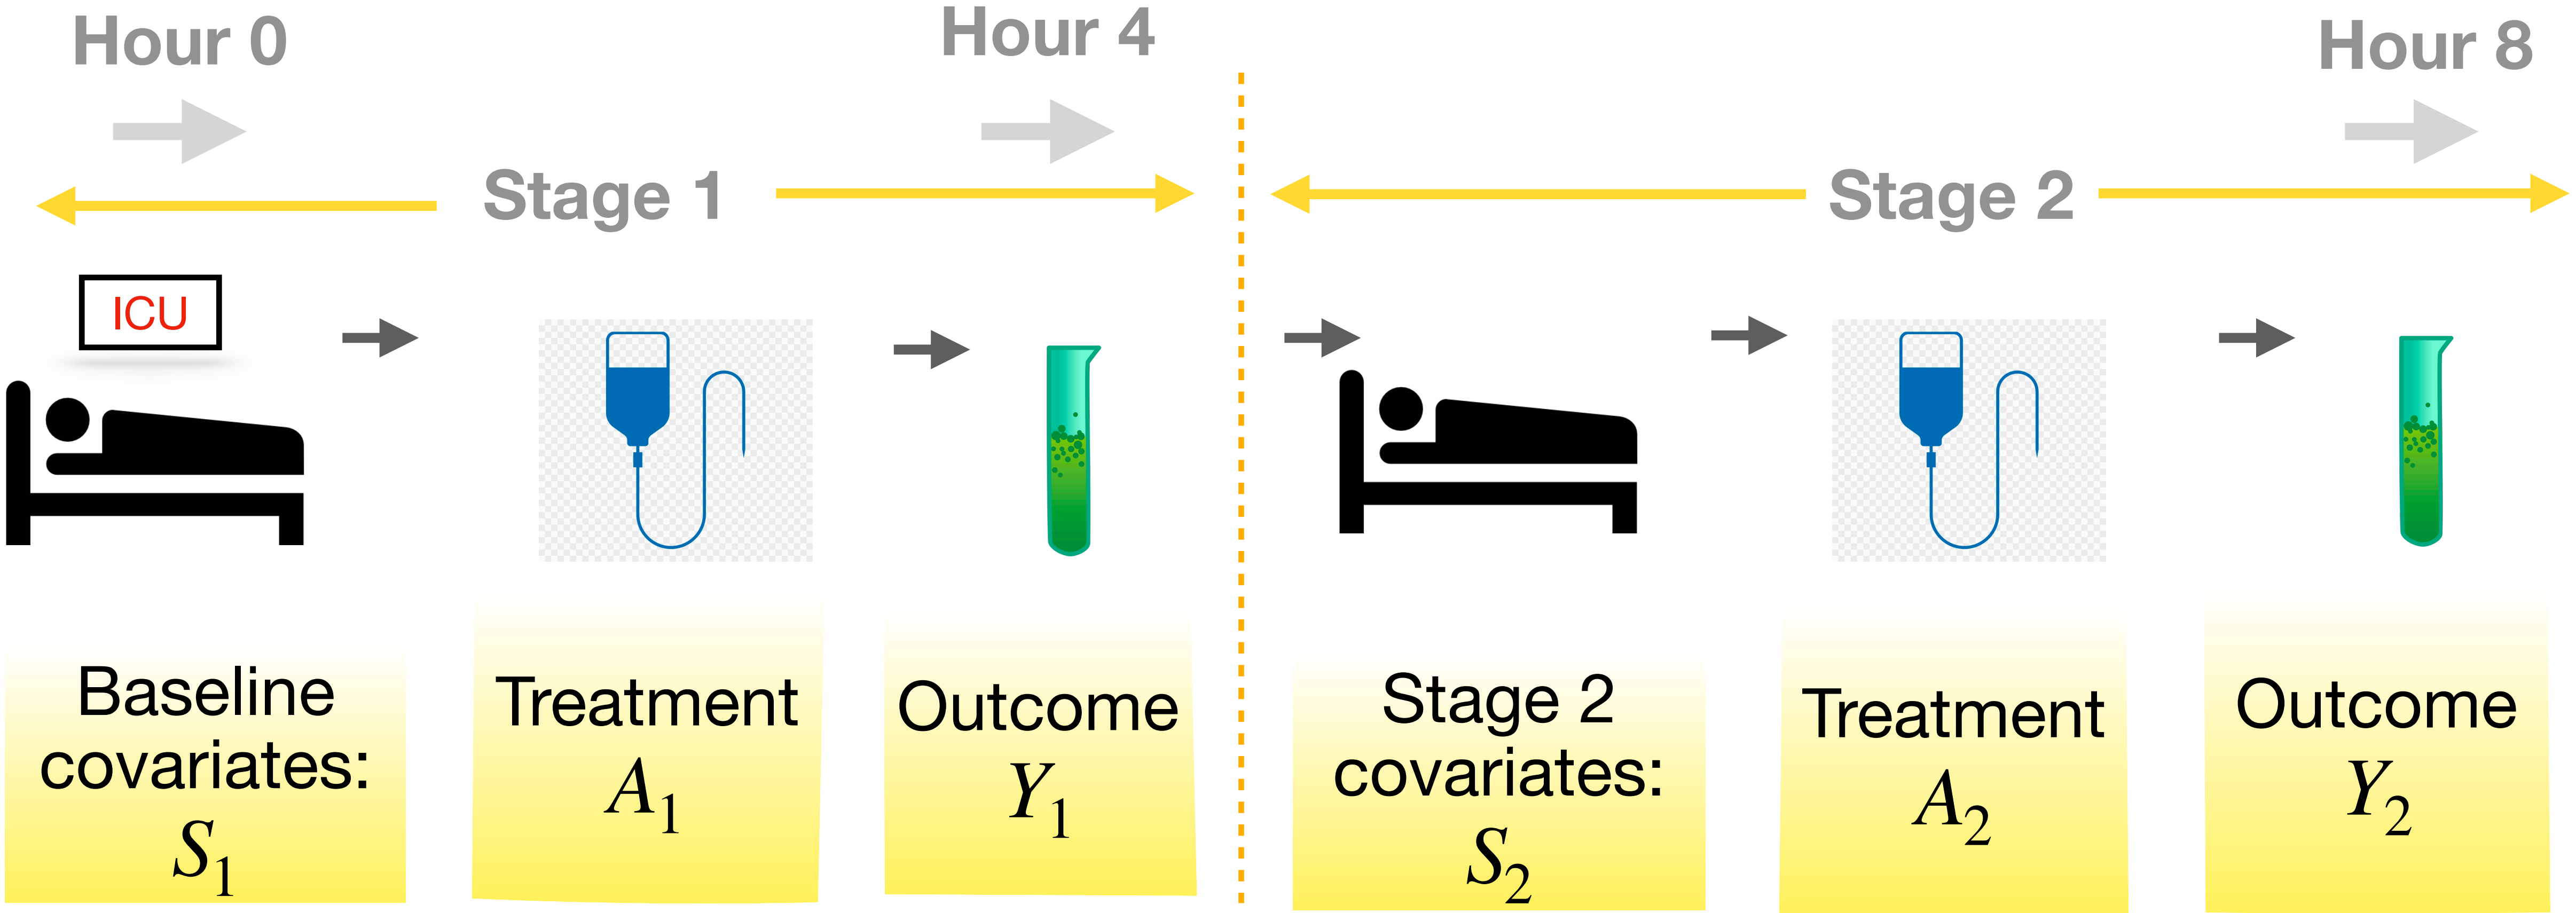 Hour 0
Hour 4
Hour 8
Stage 1
Stage 2
ICU
Baseline
covariates:
S₁
Treatment
A₁
Outcome
Y₁
Stage 2
covariates:
S₂
Treatment
A₂
Outcome
Y₂